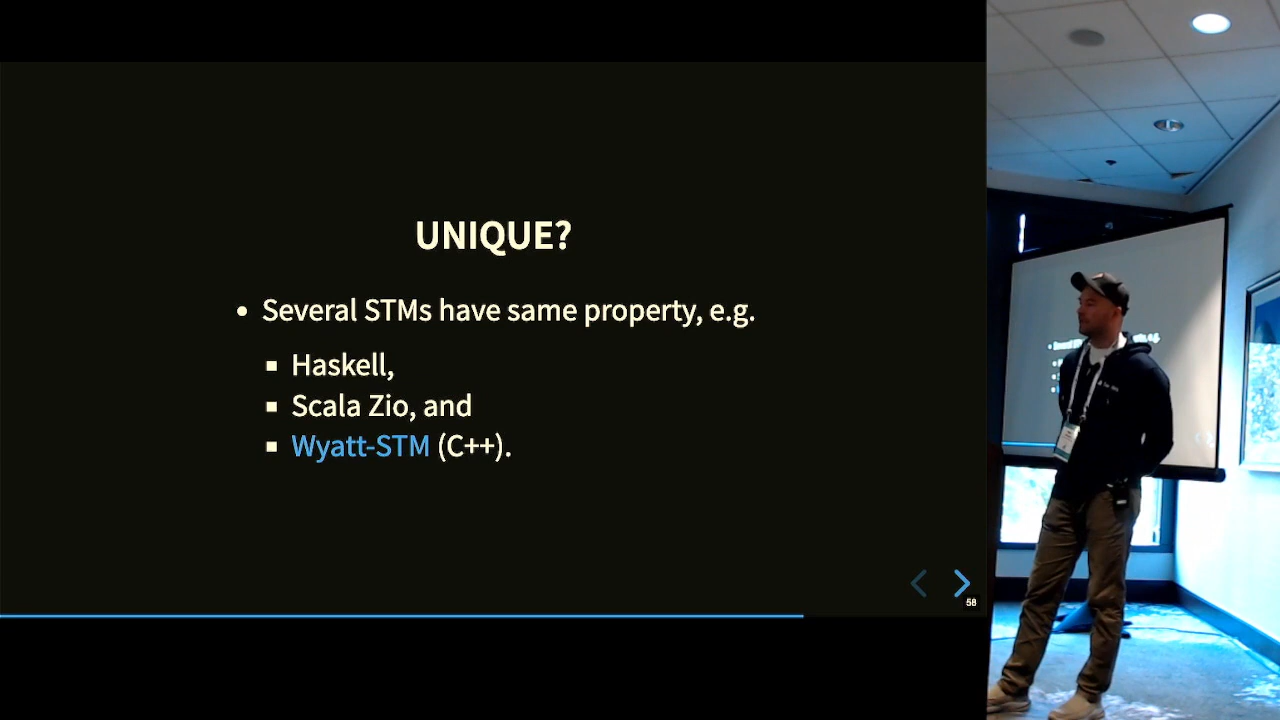 UNIQUE?
• Several STMs have same property, e.g.
▪ Haskell,
▪ Scala Zio, and
▪ Wyatt-STM (C++).
58